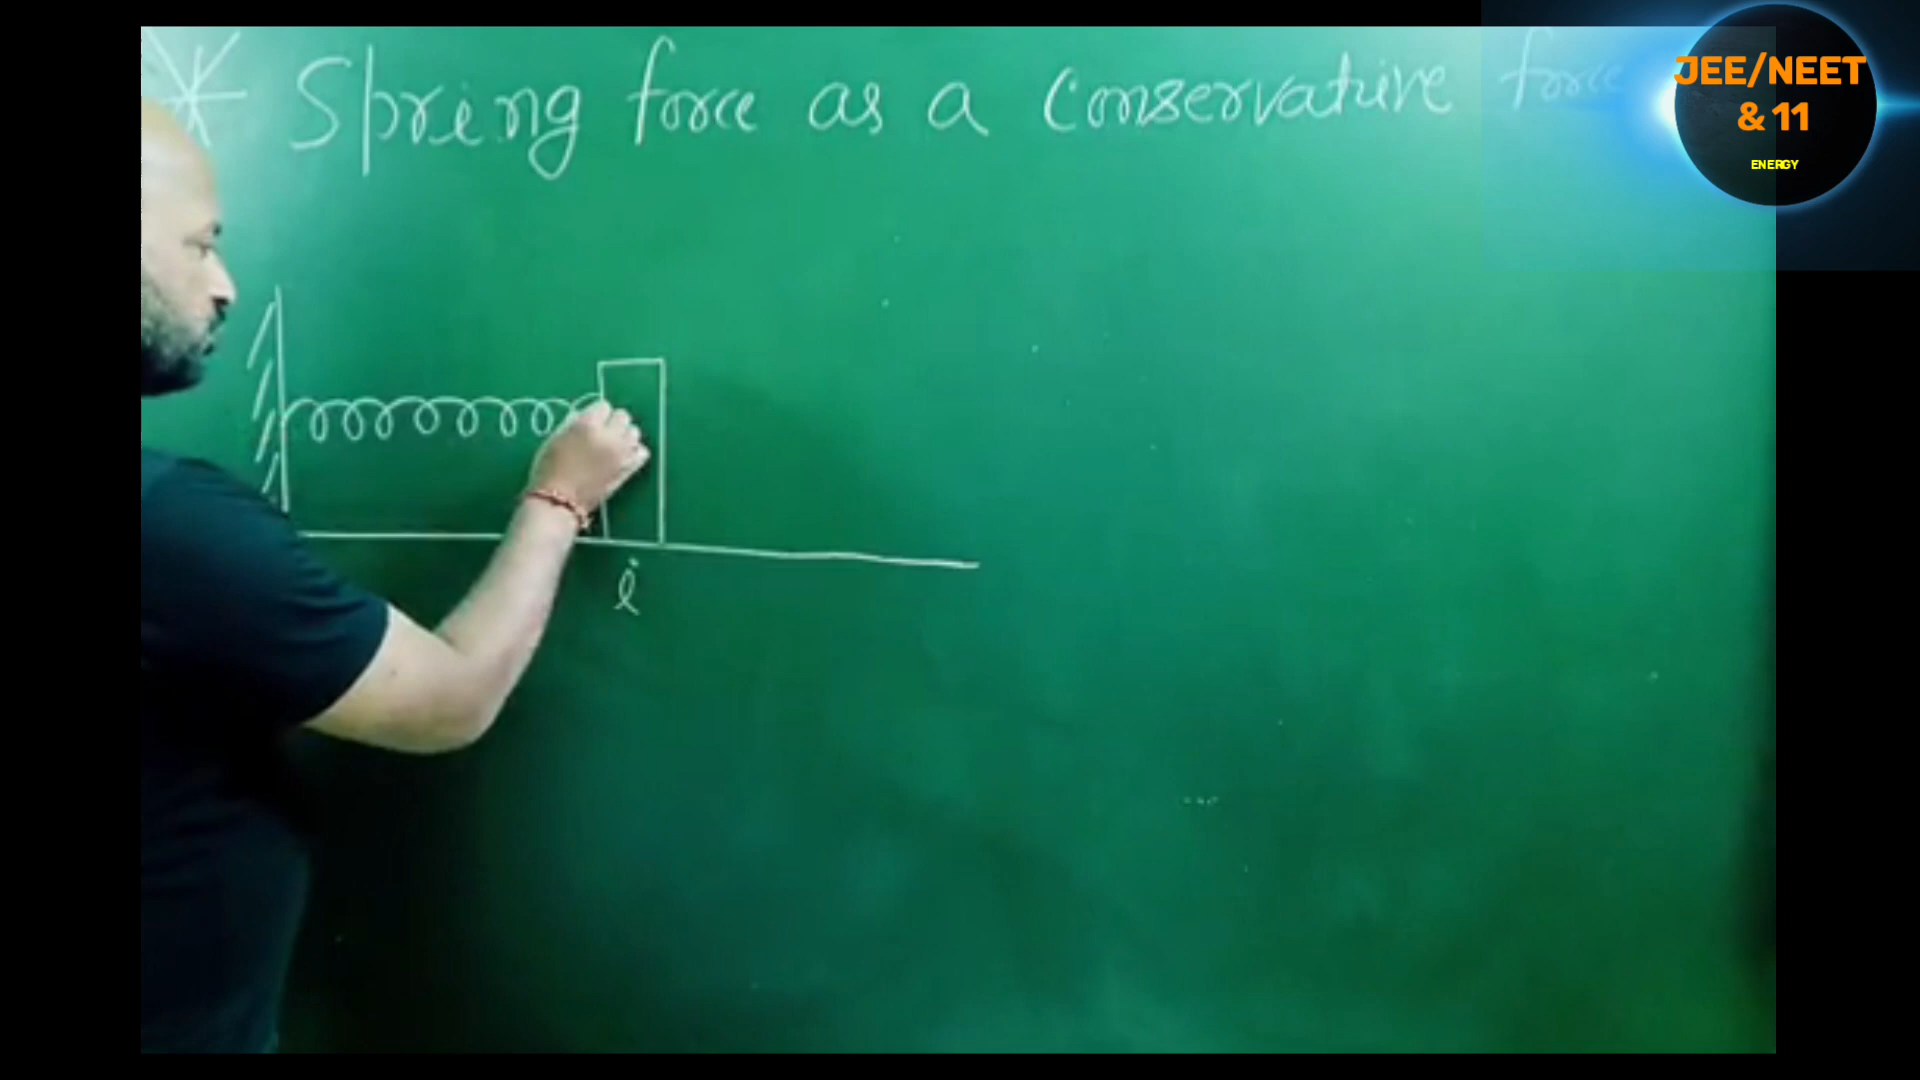 * Spring force as a conservative force
i
JEE/NEET
& 11
ENERGY